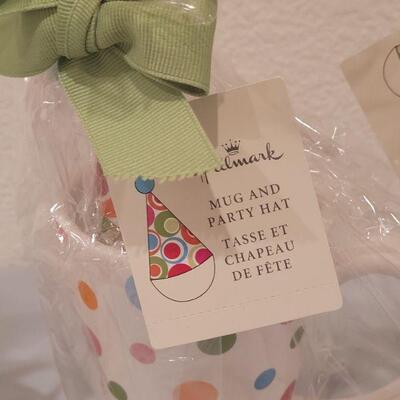 Hallmark
MUG AND
PARTY HAT
TASSE ET
CHAPEAU
DE FÊTE